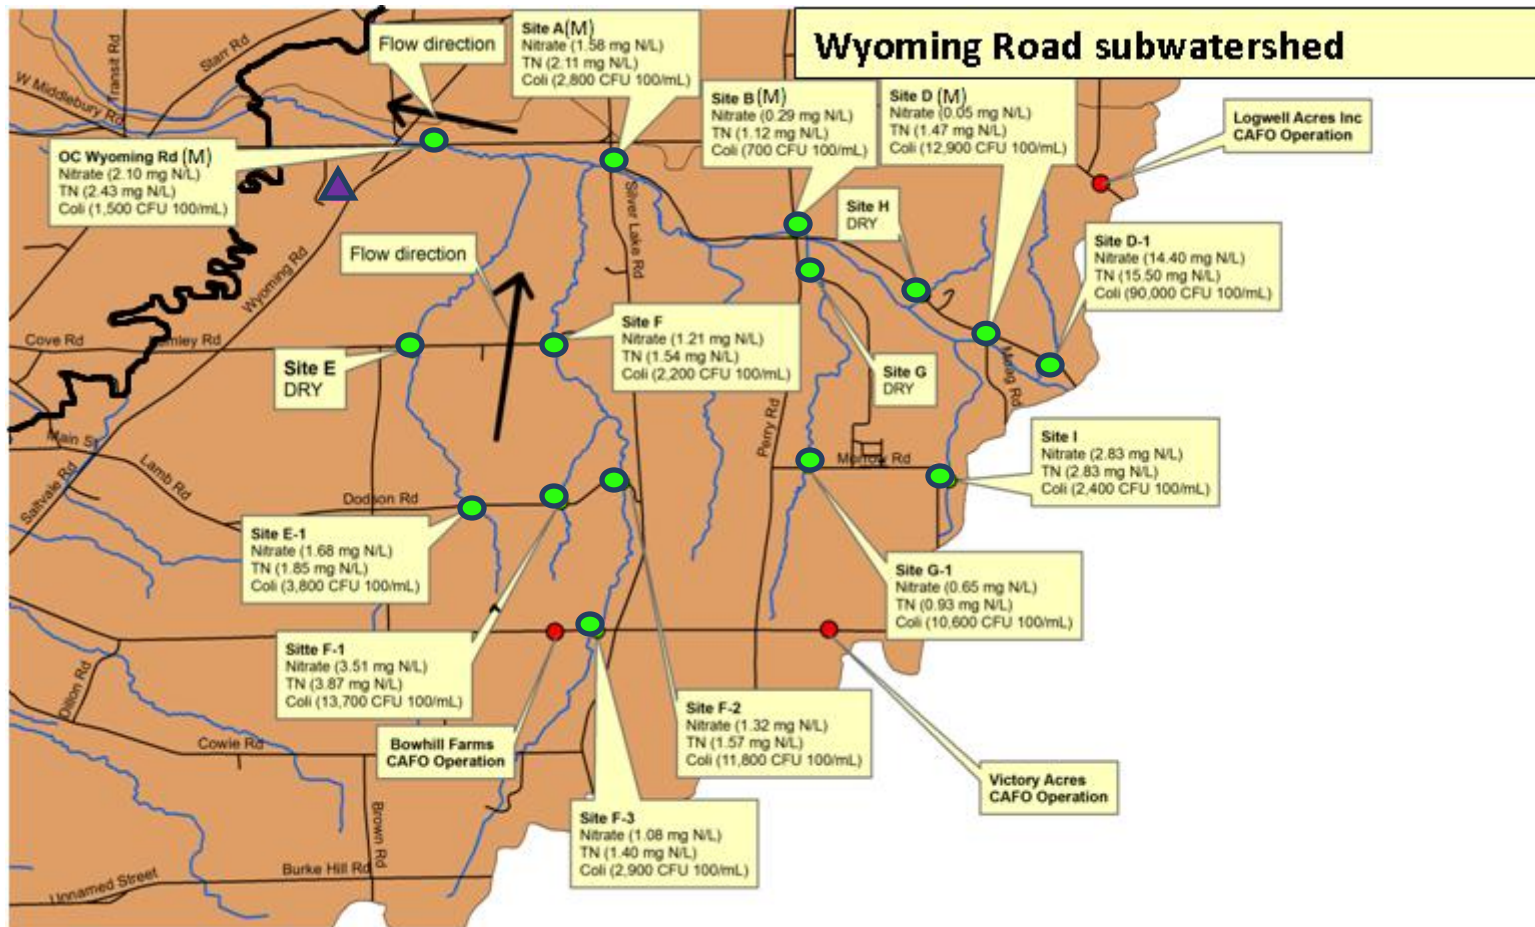 Wyoming Road subwatershed
Flow direction
Site A(M)
Nitrate (1.58 mg N/L)
TN (2.11 mg N/L)
Coli (2,800 CFU 100/mL)
Site B(M)
Nitrate (0.29 mg N/L)
TN (1.12 mg N/L)
Coli (700 CFU 100/mL)
Site D (M)
Nitrate (0.05 mg N/L)
TN (1.47 mg N/L)
Coli (12,900 CFU 100/mL)
Logwell Acres Inc
CAFO Operation
Starr Rd
Transit Rd
W Middlebury Rd
OC Wyoming Rd (M)
Nitrate (2.10 mg N/L)
TN (2.43 mg N/L)
Coli (1,500 CFU 100/mL)
Silver Lake Rd
Site H
DRY
Site D-1
Nitrate (14.40 mg N/L)
TN (15.50 mg N/L)
Coli (90,000 CFU 100/mL)
Flow direction
Wyoming Rd
Site F
Nitrate (1.21 mg N/L)
TN (1.54 mg N/L)
Coli (2,200 CFU 100/mL)
Cove Rd
Site E
DRY
Site G
DRY
Perry Rd
Main St
Lamb Rd
Saltvale Rd
Dodson Rd
Site I
Nitrate (2.83 mg N/L)
TN (2.83 mg N/L)
Coli (2,400 CFU 100/mL)
Site E-1
Nitrate (1.68 mg N/L)
TN (1.85 mg N/L)
Coli (3,800 CFU 100/mL)
Site G-1
Nitrate (0.65 mg N/L)
TN (0.93 mg N/L)
Coli (10,600 CFU 100/mL)
Sitte F-1
Nitrate (3.51 mg N/L)
TN (3.87 mg N/L)
Coli (13,700 CFU 100/mL)
Dillon Rd
Site F-2
Nitrate (1.32 mg N/L)
TN (1.57 mg N/L)
Coli (11,800 CFU 100/mL)
Cowie Rd
Bowhill Farms
CAFO Operation
Victory Acres
CAFO Operation
Brown Rd
Site F-3
Nitrate (1.08 mg N/L)
TN (1.40 mg N/L)
Coli (2,900 CFU 100/mL)
Burke Hill Rd
Unnamed Street